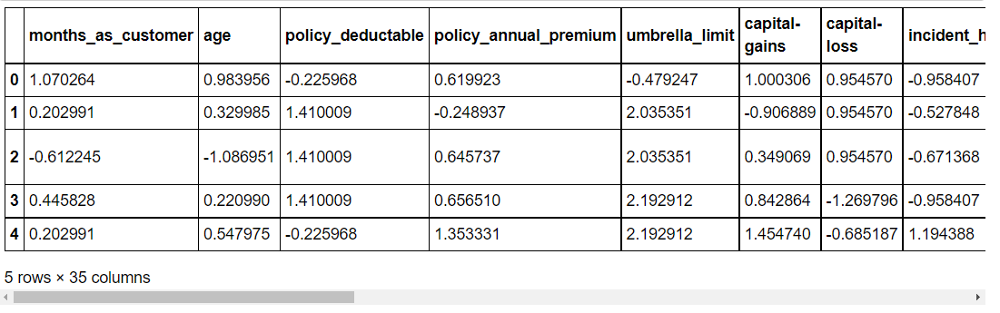 months_as_customer age policy_deductable policy_annual_premium umbrella_limit capital-gains capital-loss incident_h
0 1.070264 0.983956 -0.225968 0.619923 -0.479247 1.000306 0.954570 -0.958407
1 0.202991 0.329985 1.410009 -0.248937 2.035351 -0.906889 0.954570 -0.527848
2 -0.612245 -1.086951 1.410009 0.645737 2.035351 0.349069 0.954570 -0.671368
3 0.445828 0.220990 1.410009 0.656510 2.192912 0.842864 -1.269796 -0.958407
4 0.202991 0.547975 -0.225968 1.353331 2.192912 1.454740 -0.685187 1.194388
5 rows × 35 columns